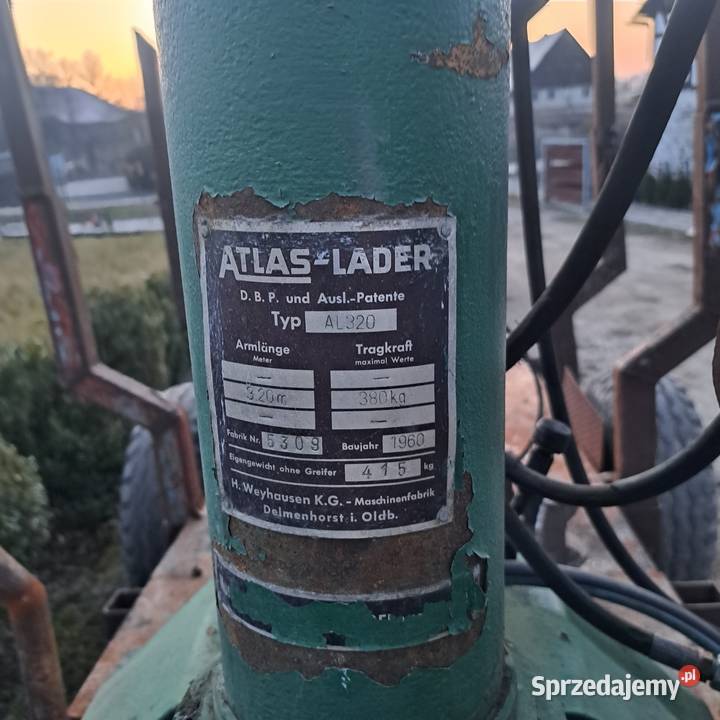 ATLAS-LADER
D.B.P. und Ausl.-Patente
Typ AL320
Armlänge Tragkraft
Meter maximal Werte
— —
3,20m 380kg
— —
Fabrik Nr. 5309 Baujahr 1960
Eigengewicht ohne Greifer 415 kg
H. Weyhausen K.G. - Maschinenfabrik
Delmenhorst i. Oldb.
Sprzedajemy.pl